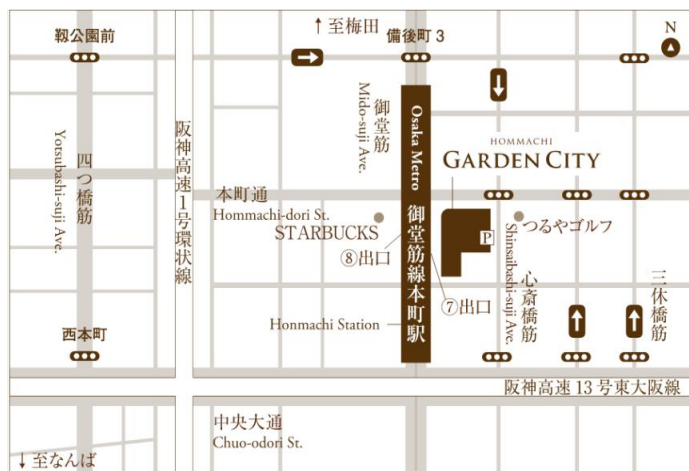 ↑至梅田
靱公園前
備後町3
N
御堂筋
Mido-suji Ave.
Osaka Metro 御堂筋線本町駅
阪神高速1号環状線
四つ橋筋
Yotsubashi-suji Ave.
HOMMACHI
GARDEN CITY
本町通
Hommachi-dori St.
STARBUCKS
⑧出口
P
つるやゴルフ
心斎橋筋
Shinsaibashi-suji Ave.
三休橋筋
⑦出口
Honmachi Station
西本町
阪神高速13号東大阪線
中央大通
Chuo-odori St.
↓至なんば